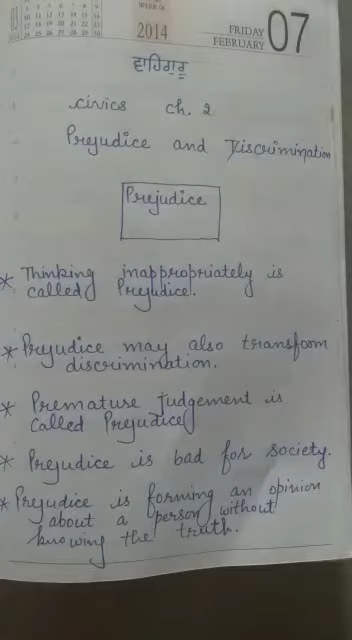 WEEK 06
2014
FRIDAY
FEBRUARY
07
ਵਾਹਿਗੁਰੂ
civics ch. 2
Prejudice and Discrimination
Prejudice
* Thinking inappropriately is
called Prejudice.
* Prejudice may also transform
discrimination.
* Premature judgement is
called Prejudice
* Prejudice is bad for society.
* Prejudice is forming an opinion
about a person without
knowing the truth.